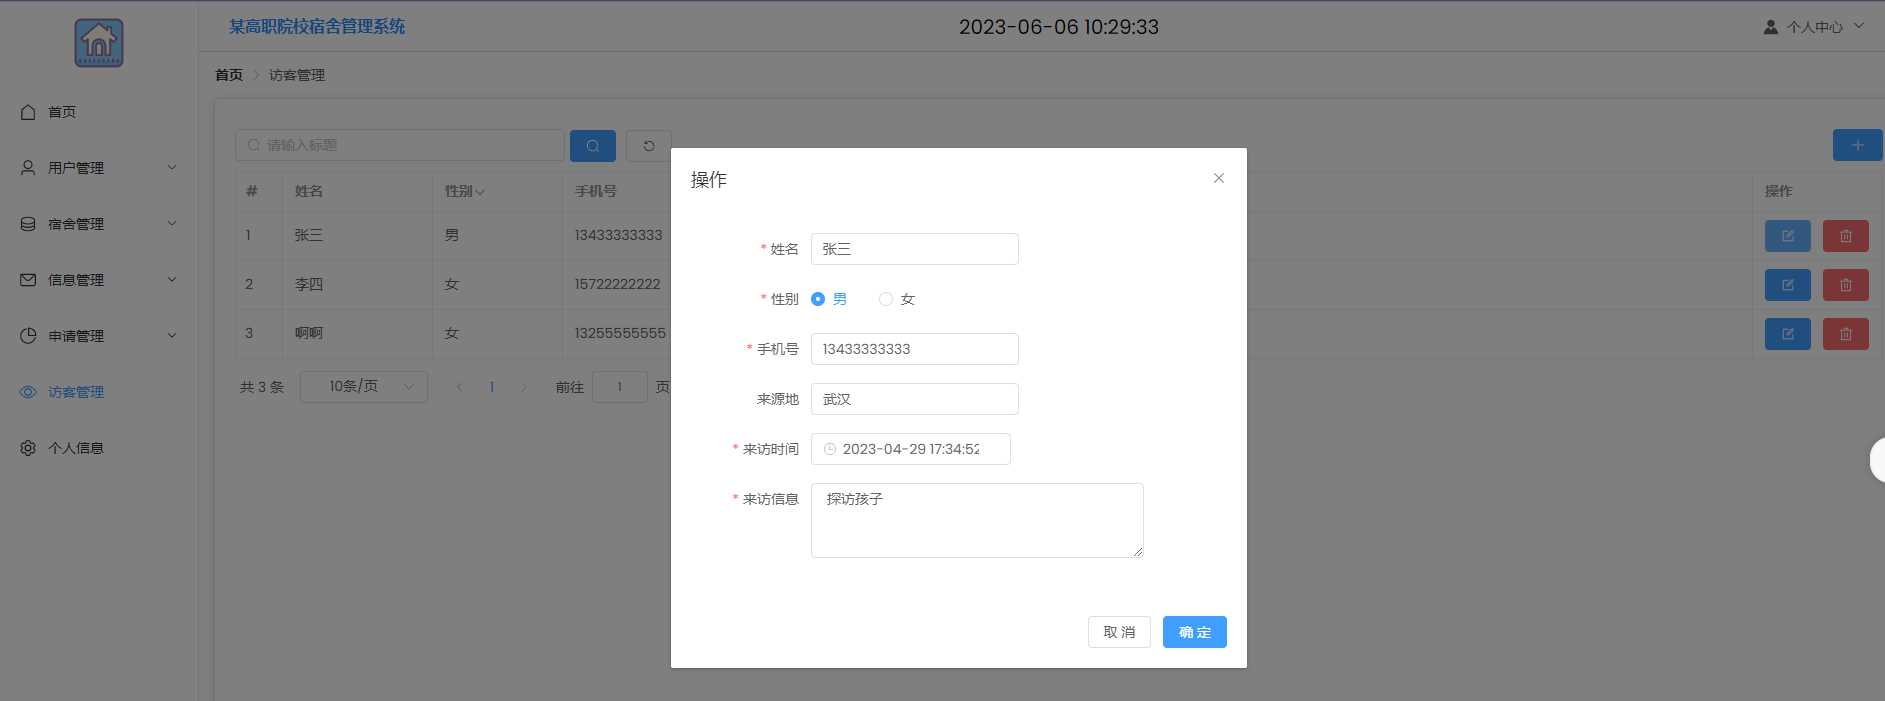 某高职院校宿舍管理系统 2023-06-06 10:29:33 个人中心
首页 访客管理
首页
用户管理
宿舍管理
信息管理
申请管理
访客管理
个人信息
请输入标题
# 姓名 性别 手机号 操作
1 张三 男 13433333333
2 李四 女 15722222222
3 啊啊 女 13255555555
共 3 条 10条/页 1 前往 1 页
操作
* 姓名 张三
* 性别 男 女
* 手机号 13433333333
来源地 武汉
* 来访时间 2023-04-29 17:34:52
* 来访信息 探访孩子
取 消 确 定